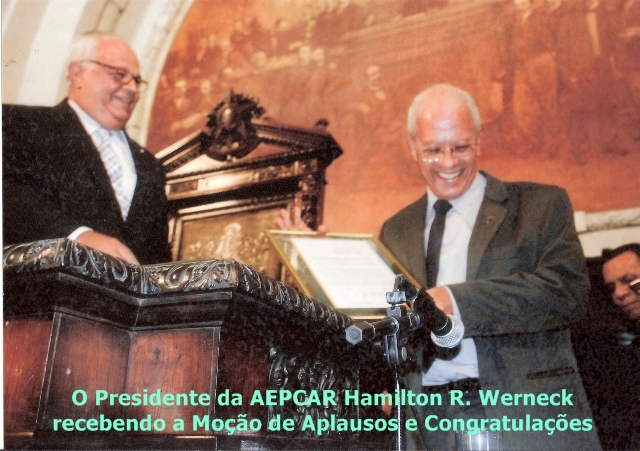 O Presidente da AEPCAR Hamilton R. Werneck
recebendo a Moção de Aplausos e Congratulações